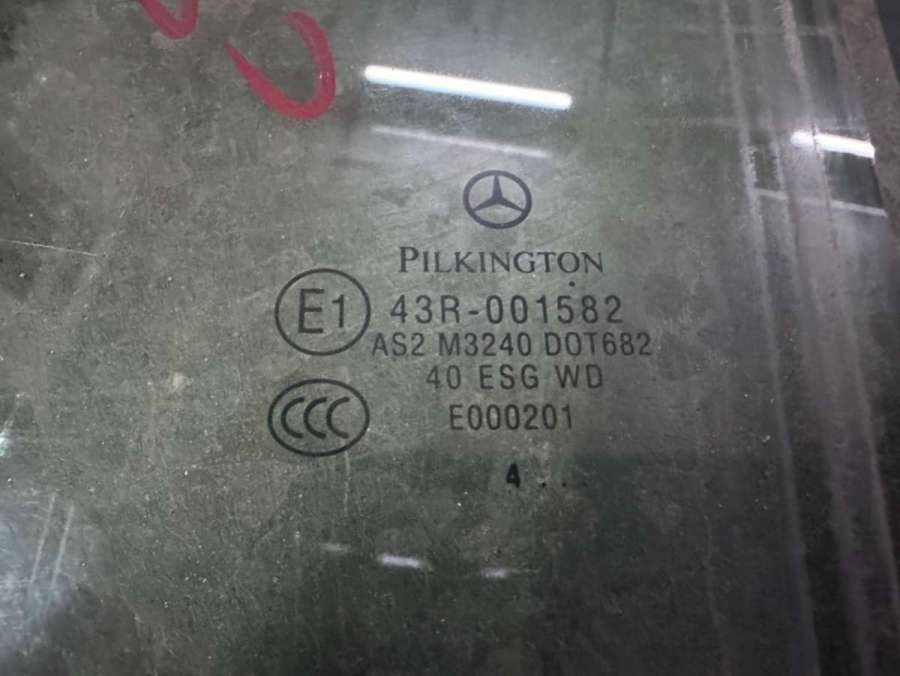 PILKINGTON
E1 43R-001582
AS2 M3240 DOT682
40 ESG WD
CCC E000201
4 ...